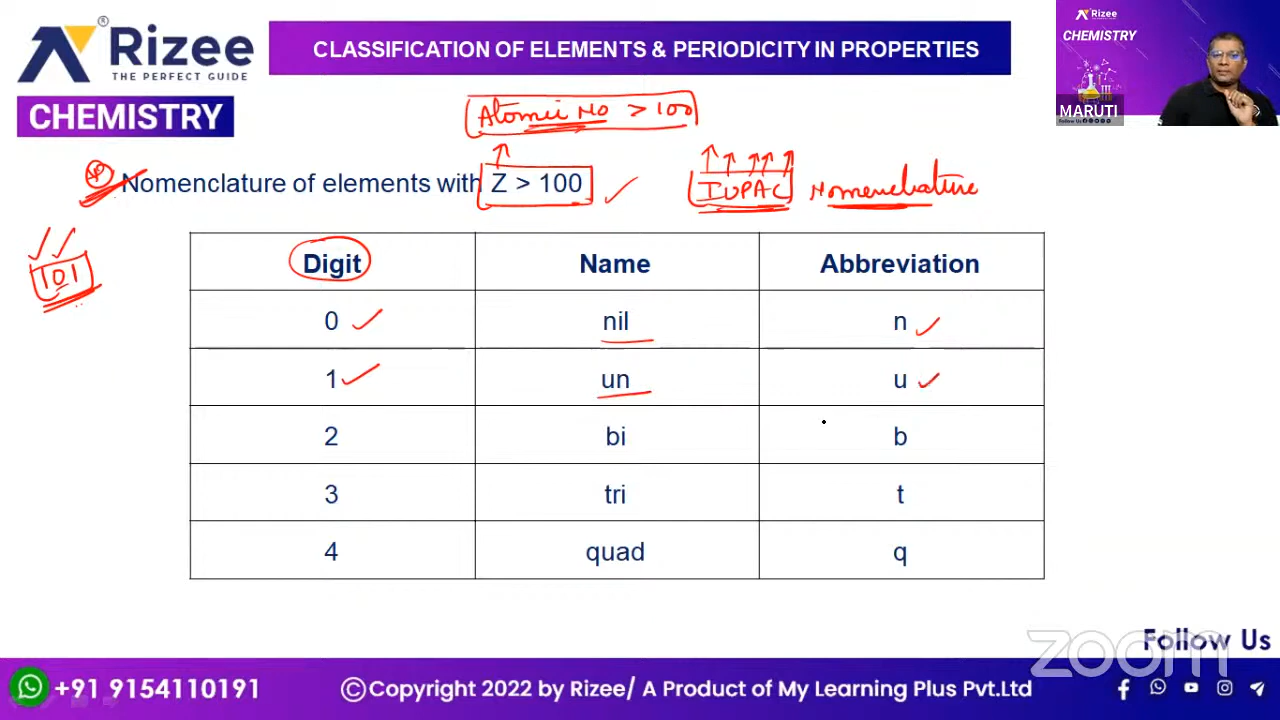 Rizee
®
THE PERFECT GUIDE
CHEMISTRY
CLASSIFICATION OF ELEMENTS & PERIODICITY IN PROPERTIES
Rizee
CHEMISTRY
MARUTI
Atomic No > 100
Nomenclature of elements with Z > 100
IUPAC Nomenclature
101
Digit Name Abbreviation
0 nil n
1 un u
2 bi b
3 tri t
4 quad q
Follow Us
zoom
+91 9154110191
©Copyright 2022 by Rizee/ A Product of My Learning Plus Pvt.Ltd